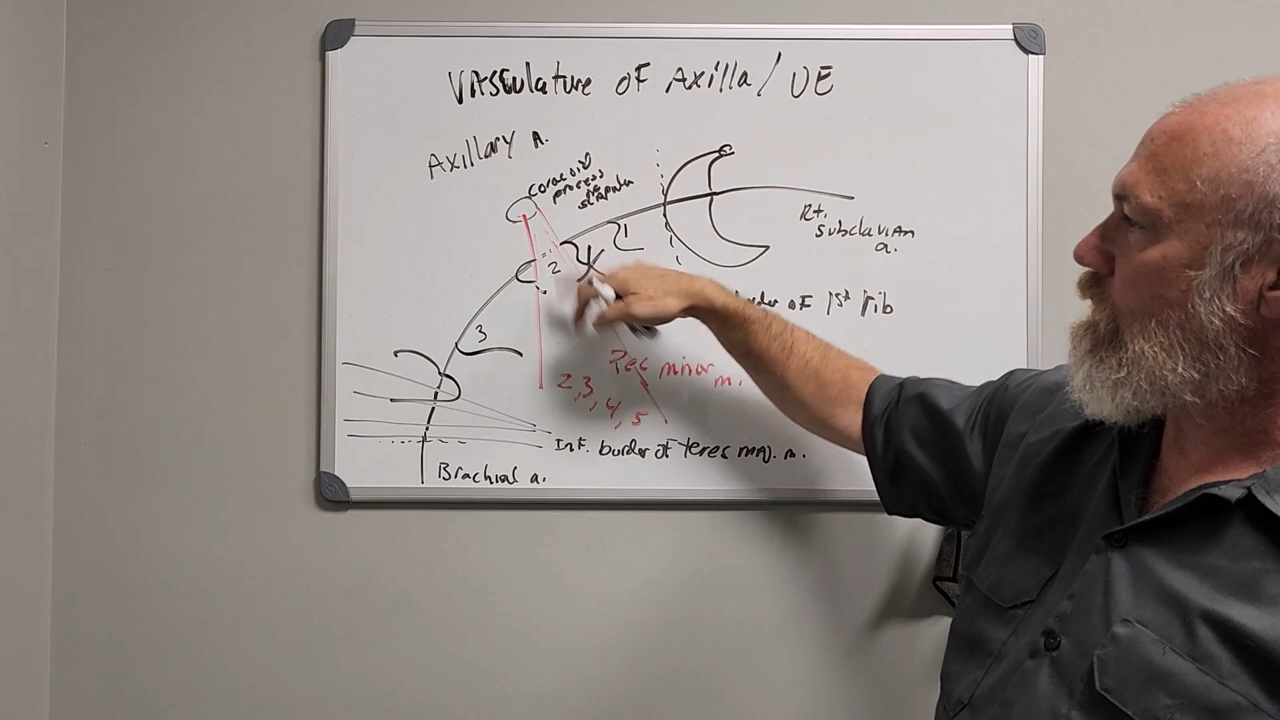 Vasculature of Axilla/UE
Axillary A.
coracoid
process
of
scapula
Rt.
subclavian
a.
1
2
3
border of 1st rib
Pec minor m.
2,3,4,5
Inf. border of Teres maj. m.
Brachial a.